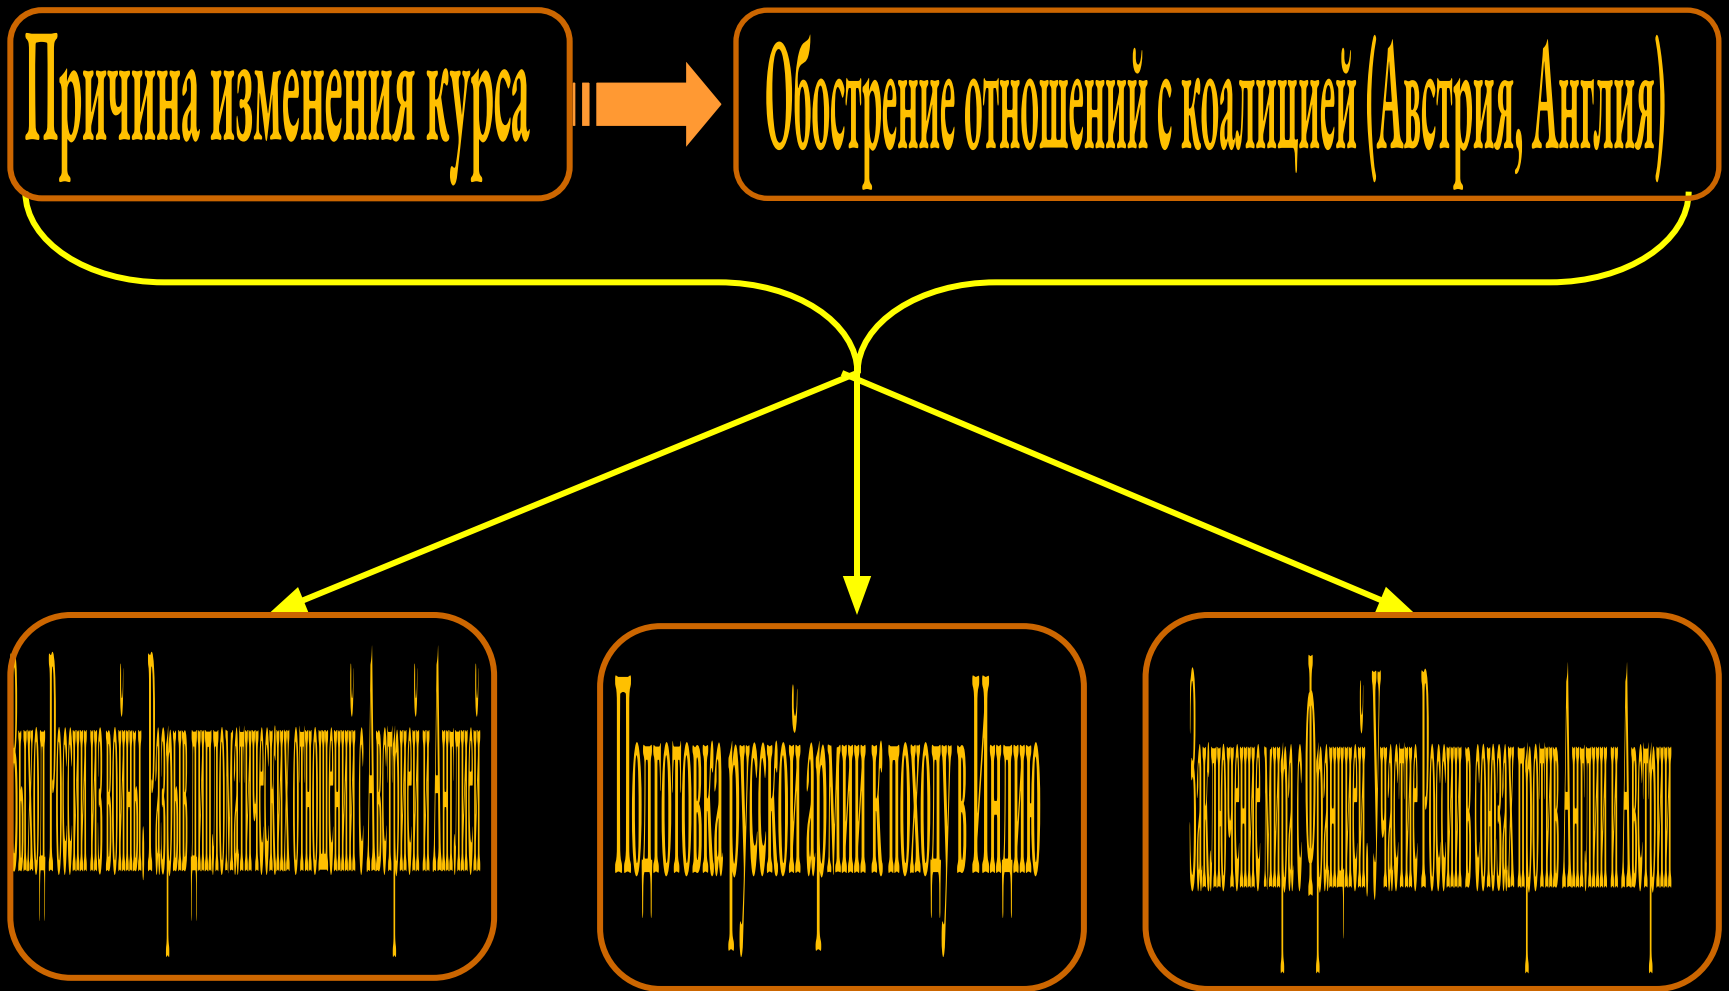 Причина изменения курса
Обострение отношений с коалицией (Австрия, Англия)
Выход России из войны. Разрыв дипломатических отношений с Австрией и Англией
Подготовка русской армии к походу в Индию
Заключение мира с Францией, Участие России в союзах против Англии и Австрии